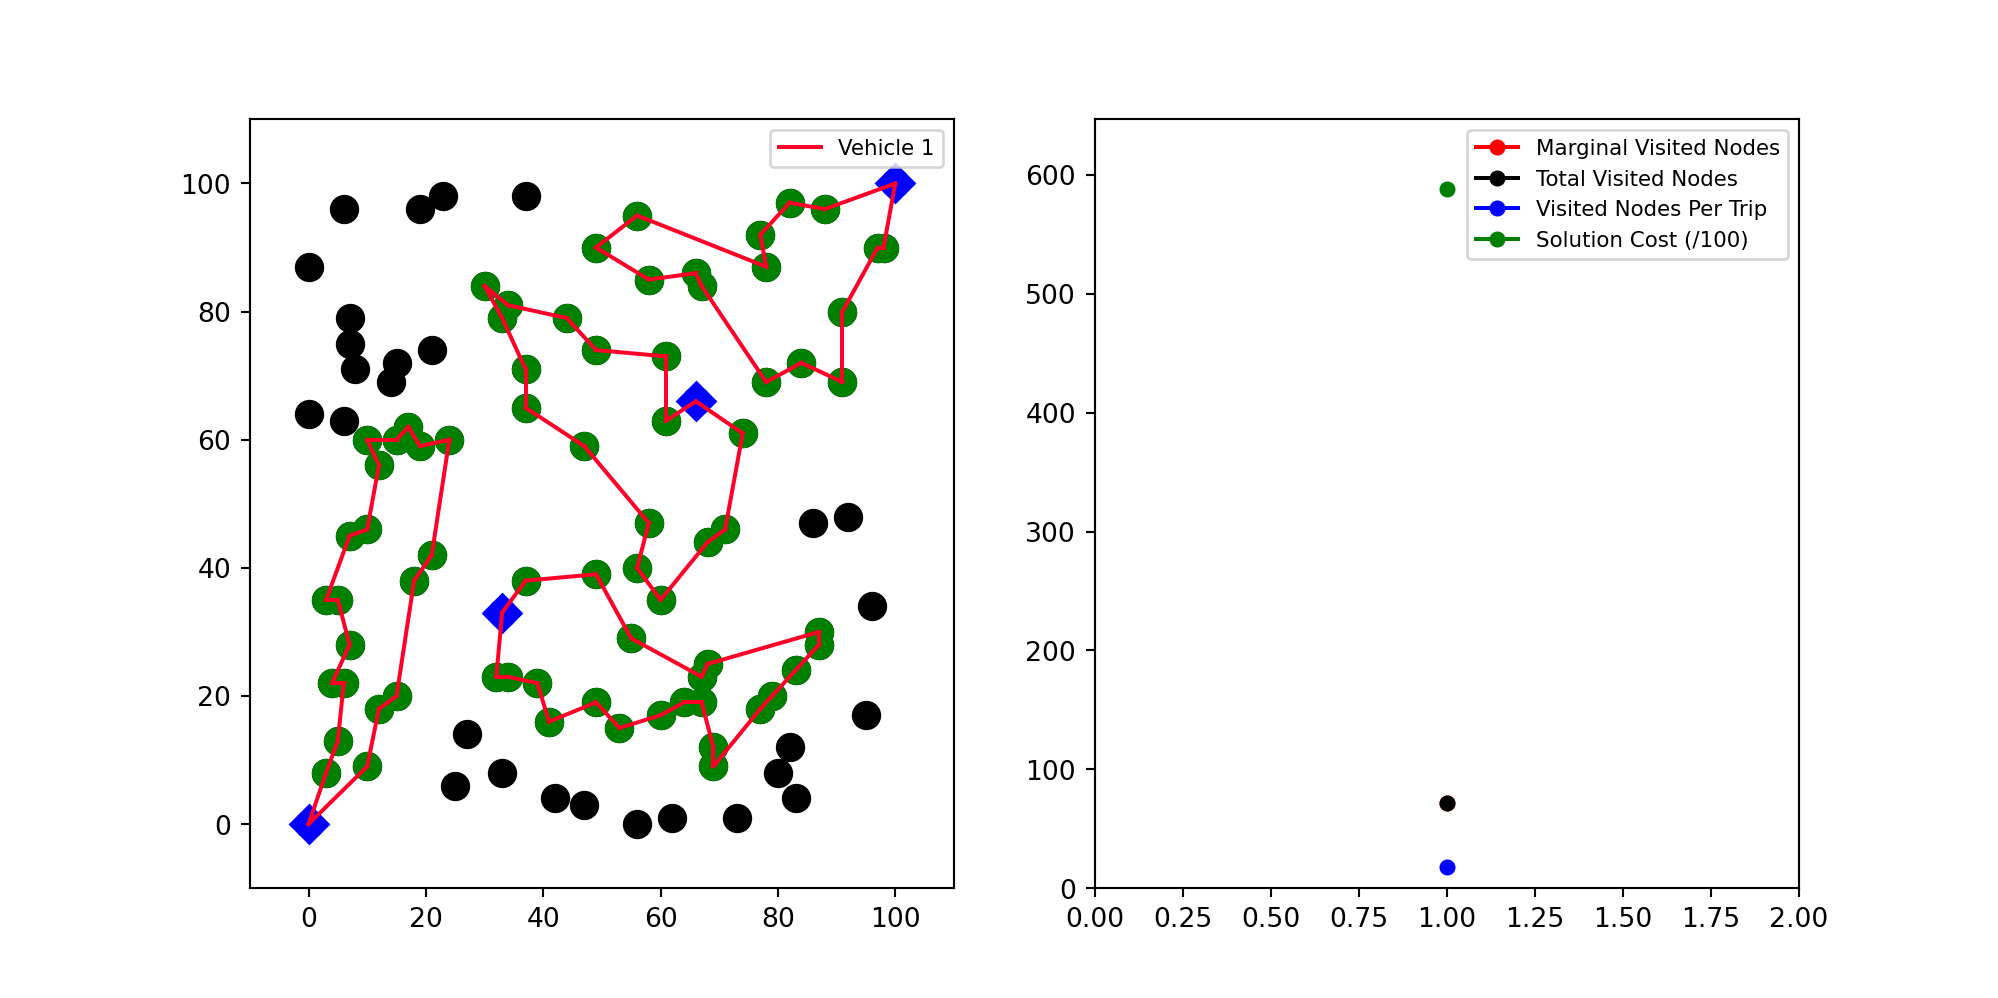 Vehicle 1
100
80
60
40
20
0
0 20 40 60 80 100
Marginal Visited Nodes
Total Visited Nodes
Visited Nodes Per Trip
Solution Cost (/100)
600
500
400
300
200
100
0
0.00 0.25 0.50 0.75 1.00 1.25 1.50 1.75 2.00